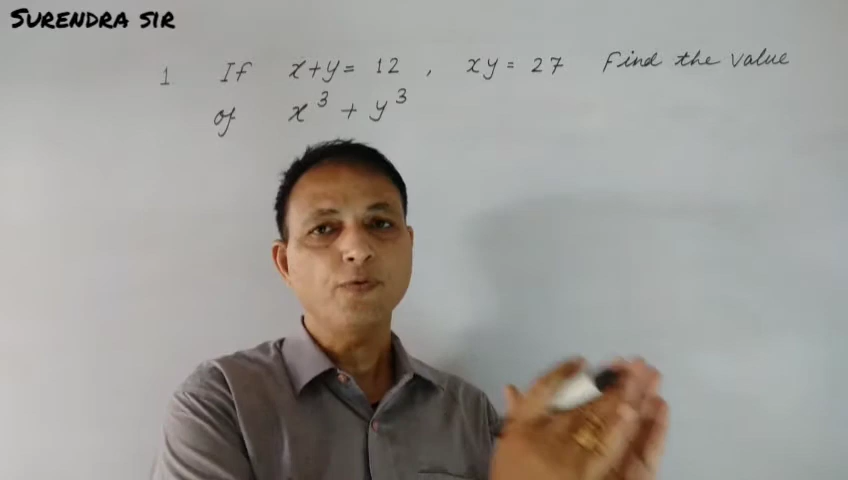 SURENDRA SIR
1 If x+y= 12 , xy= 27 Find the value
of x³ + y³